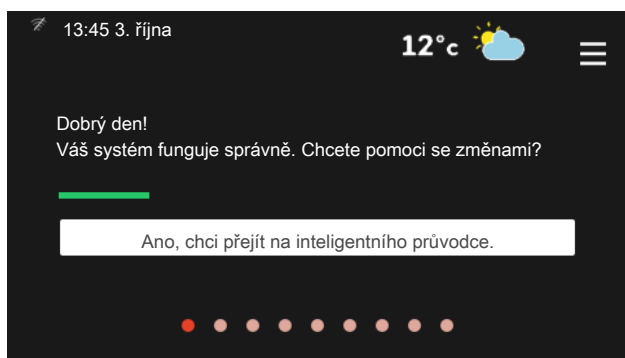 13:45 3. října
12°c
Dobrý den!
Váš systém funguje správně. Chcete pomoci se změnami?
Ano, chci přejít na inteligentního průvodce.